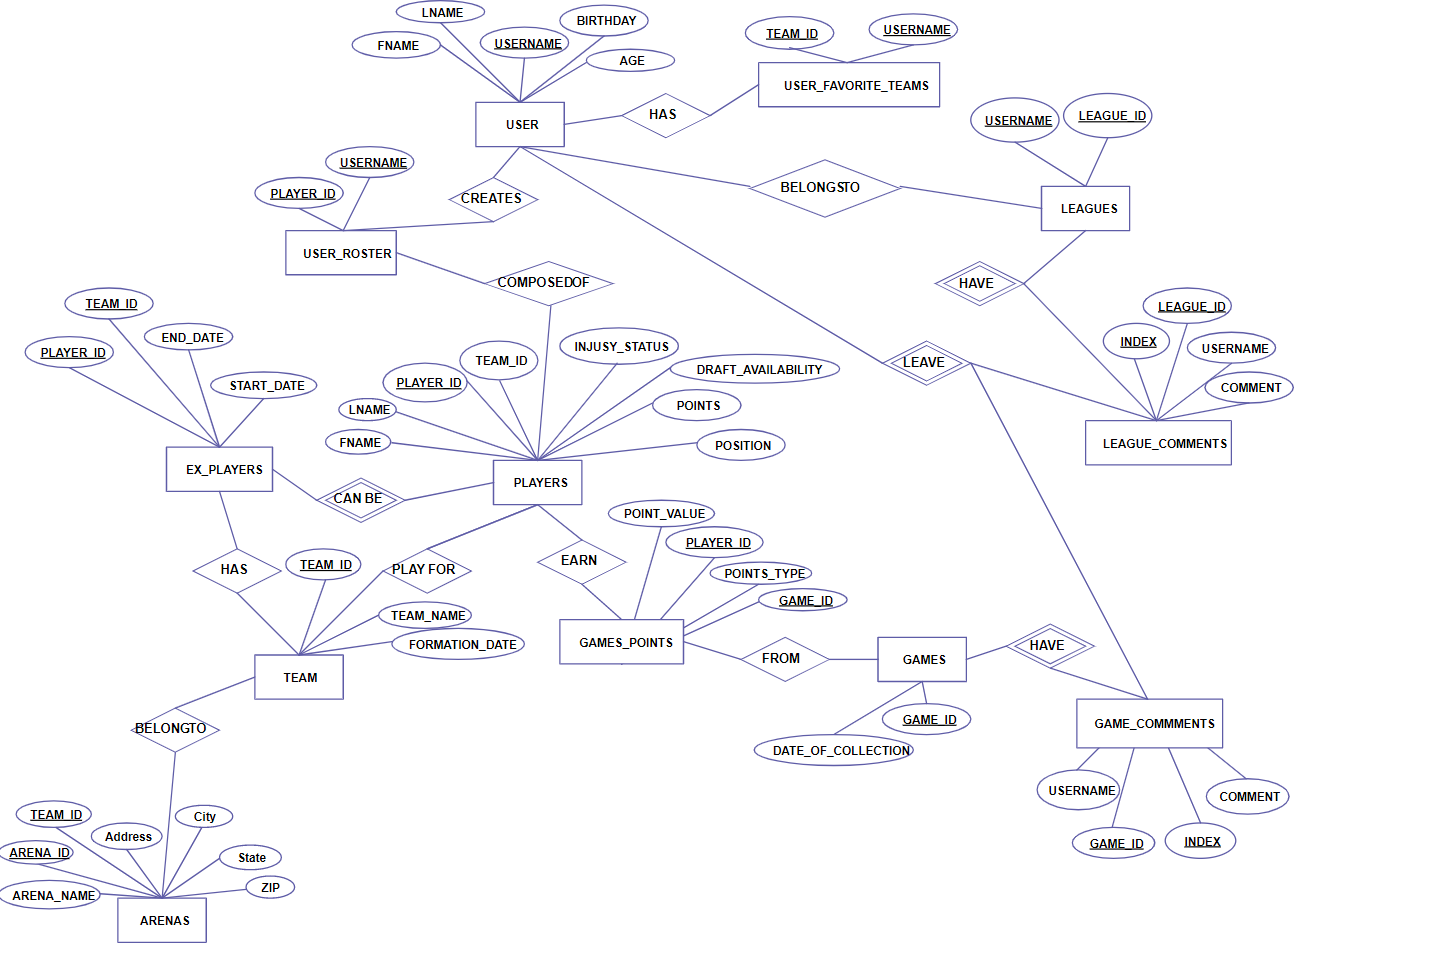 LNAME
BIRTHDAY
FNAME
USERNAME
AGE
TEAM_ID
USERNAME
USER_FAVORITE_TEAMS
USER
HAS
USERNAME
LEAGUE_ID
USERNAME
PLAYER_ID
CREATES
BELONGSTO
LEAGUES
USER_ROSTER
COMPOSEDOF
HAVE
TEAM_ID
END_DATE
PLAYER_ID
START_DATE
LEAGUE_ID
INDEX
USERNAME
COMMENT
LEAVE
INJUSY_STATUS
TEAM_ID
DRAFT_AVAILABILITY
PLAYER_ID
POINTS
LNAME
FNAME
POSITION
LEAGUE_COMMENTS
EX_PLAYERS
PLAYERS
CAN BE
POINT_VALUE
PLAYER_ID
POINTS_TYPE
GAME_ID
HAS
TEAM_ID
PLAY FOR
EARN
TEAM_NAME
FORMATION_DATE
GAMES_POINTS
FROM
GAMES
HAVE
TEAM
GAME_ID
DATE_OF_COLLECTION
GAME_COMMMENTS
BELONGTO
USERNAME
COMMENT
GAME_ID
INDEX
TEAM_ID
City
Address
ARENA_ID
State
ARENA_NAME
ZIP
ARENAS